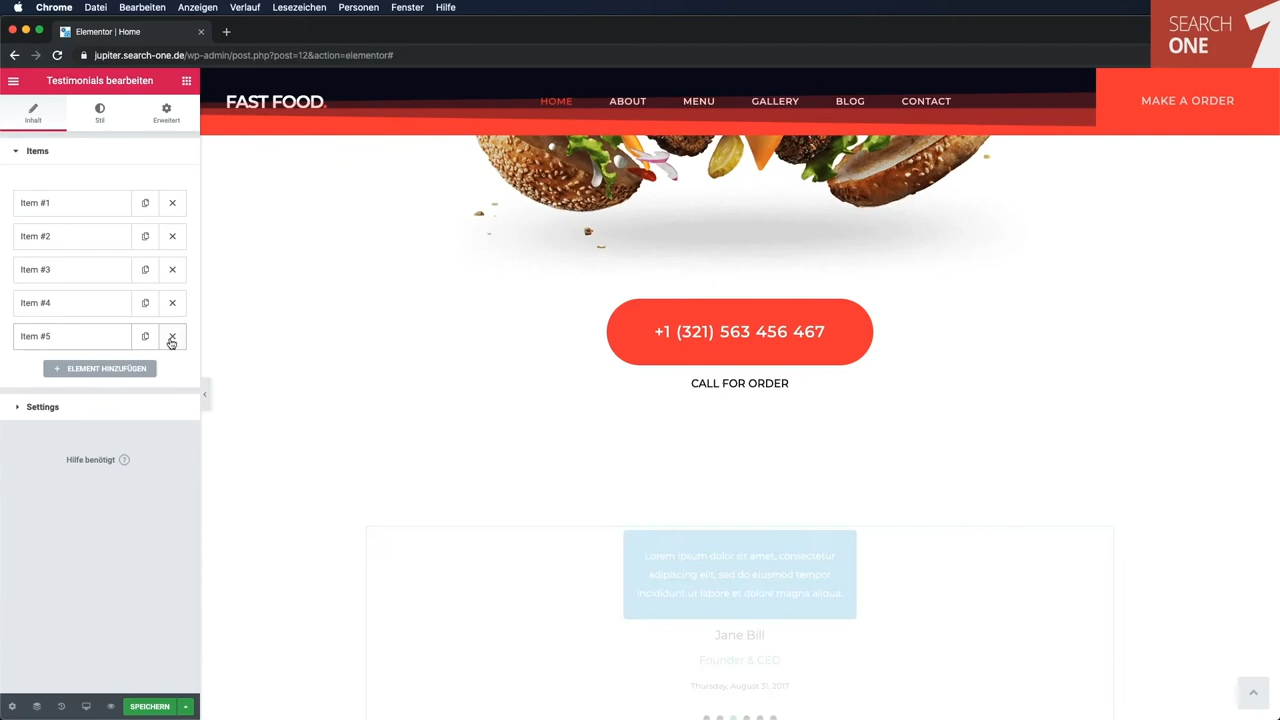 Chrome Datei Bearbeiten Anzeigen Verlauf Lesezeichen Personen Fenster Hilfe
SEARCH
ONE
1
Elementor | Home
jupiter.search-one.de/wp-admin/post.php?post=12&action=elementor#
Testimonials bearbeiten
FAST FOOD.
HOME ABOUT MENU GALLERY BLOG CONTACT
MAKE A ORDER
Inhalt Stil Erweitert
Items
Item #1
Item #2
Item #3
Item #4
Item #5
+ ELEMENT HINZUFÜGEN
Settings
Hilfe benötigt ?
SPEICHERN
+1 (321) 563 456 467
CALL FOR ORDER
Lorem ipsum dolor sit amet, consectetur
adipiscing elit, sed do eiusmod tempor
incididunt ut labore et dolore magna aliqua.
Jane Bill
Founder & CEO
Thursday, August 31, 2017